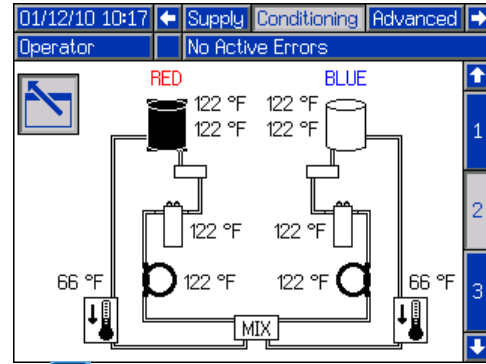 01/12/10 10:17 Supply Conditioning Advanced
Operator No Active Errors
RED BLUE
122 °F 122 °F
122 °F 122 °F
1
122 °F 122 °F
2
122 °F 122 °F
66 °F 66 °F
3
MIX